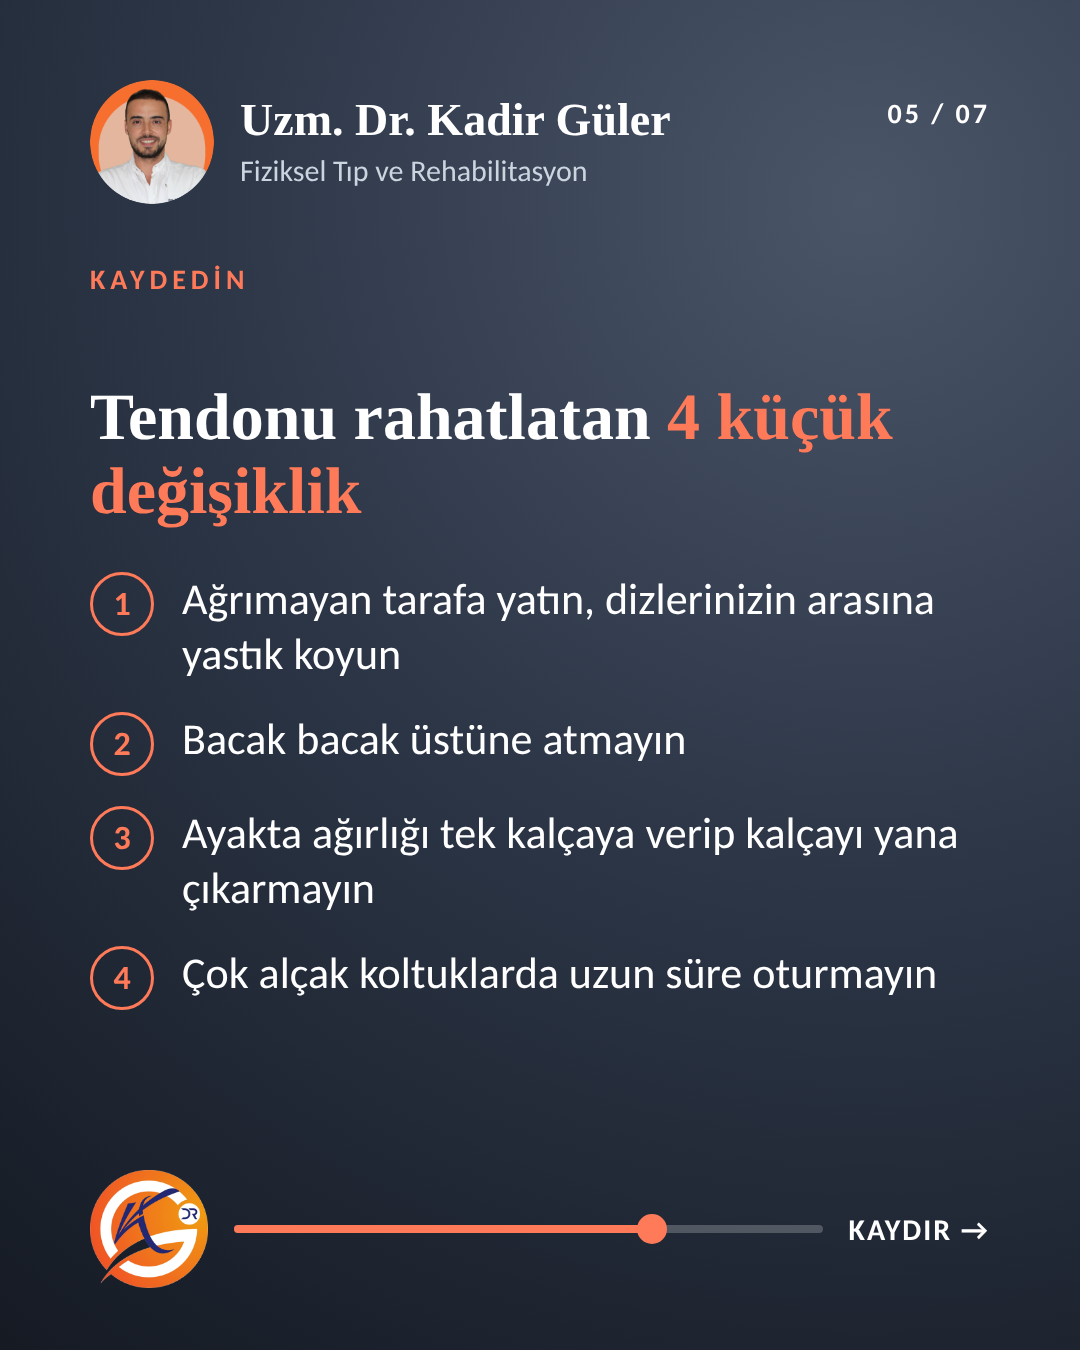 Uzm. Dr. Kadir Güler
05 / 07
Fiziksel Tıp ve Rehabilitasyon
KAYDEDİN
Tendonu rahatlatan 4 küçük
değişiklik
1 Ağrımayan tarafa yatın, dizlerinizin arasına
yastık koyun
2 Bacak bacak üstüne atmayın
3 Ayakta ağırlığı tek kalçaya verip kalçayı yana
çıkarmayın
4 Çok alçak koltuklarda uzun süre oturmayın
DR
KAYDIR →